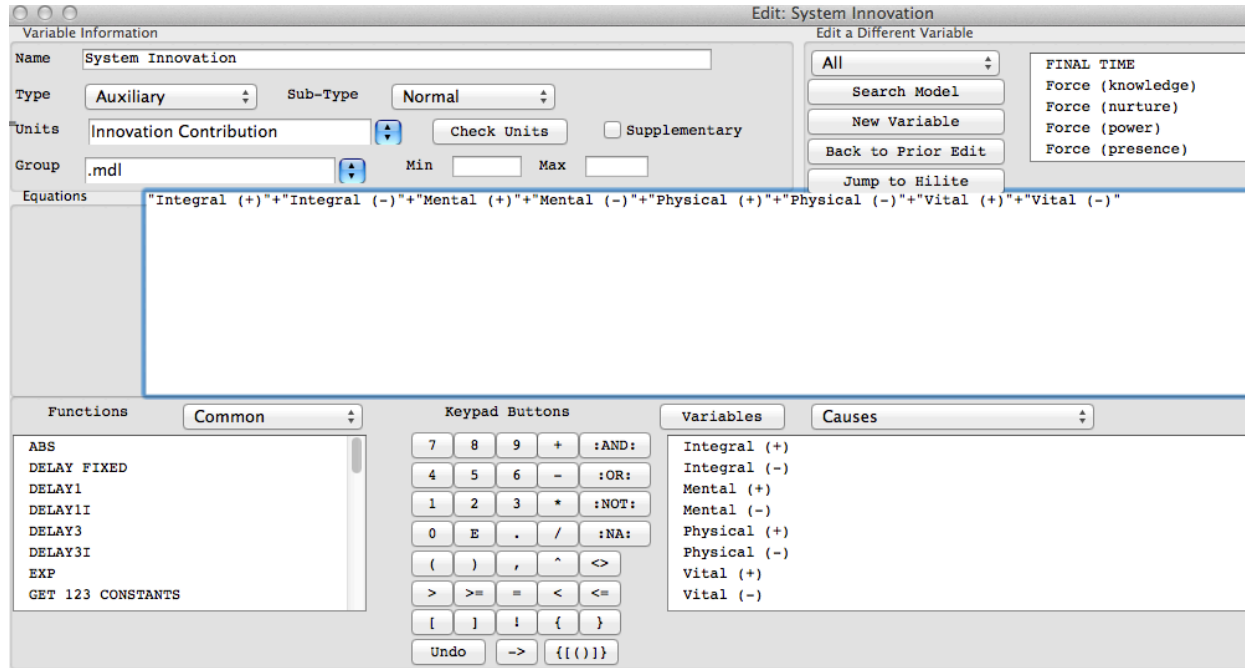 Edit: System Innovation
Variable Information
Name System Innovation
Type Auxiliary Sub-Type Normal
Units Innovation Contribution Check Units Supplementary
Group .mdl Min Max
Edit a Different Variable
All
Search Model
New Variable
Back to Prior Edit
Jump to Hilite
FINAL TIME
Force (knowledge)
Force (nurture)
Force (power)
Force (presence)
Equations
"Integral (+)"+"Integral (-)"+"Mental (+)"+"Mental (-)"+"Physical (+)"+"Physical (-)"+"Vital (+)"+"Vital (-)"
Functions Common
ABS
DELAY FIXED
DELAY1
DELAY1I
DELAY3
DELAY3I
EXP
GET 123 CONSTANTS
Keypad Buttons
7 8 9 + :AND:
4 5 6 - :OR:
1 2 3 * :NOT:
0 E . / :NA:
( ) , ^ <>
> >= = < <=
[ ] ! { }
Undo -> {[()]}
Variables Causes
Integral (+)
Integral (-)
Mental (+)
Mental (-)
Physical (+)
Physical (-)
Vital (+)
Vital (-)